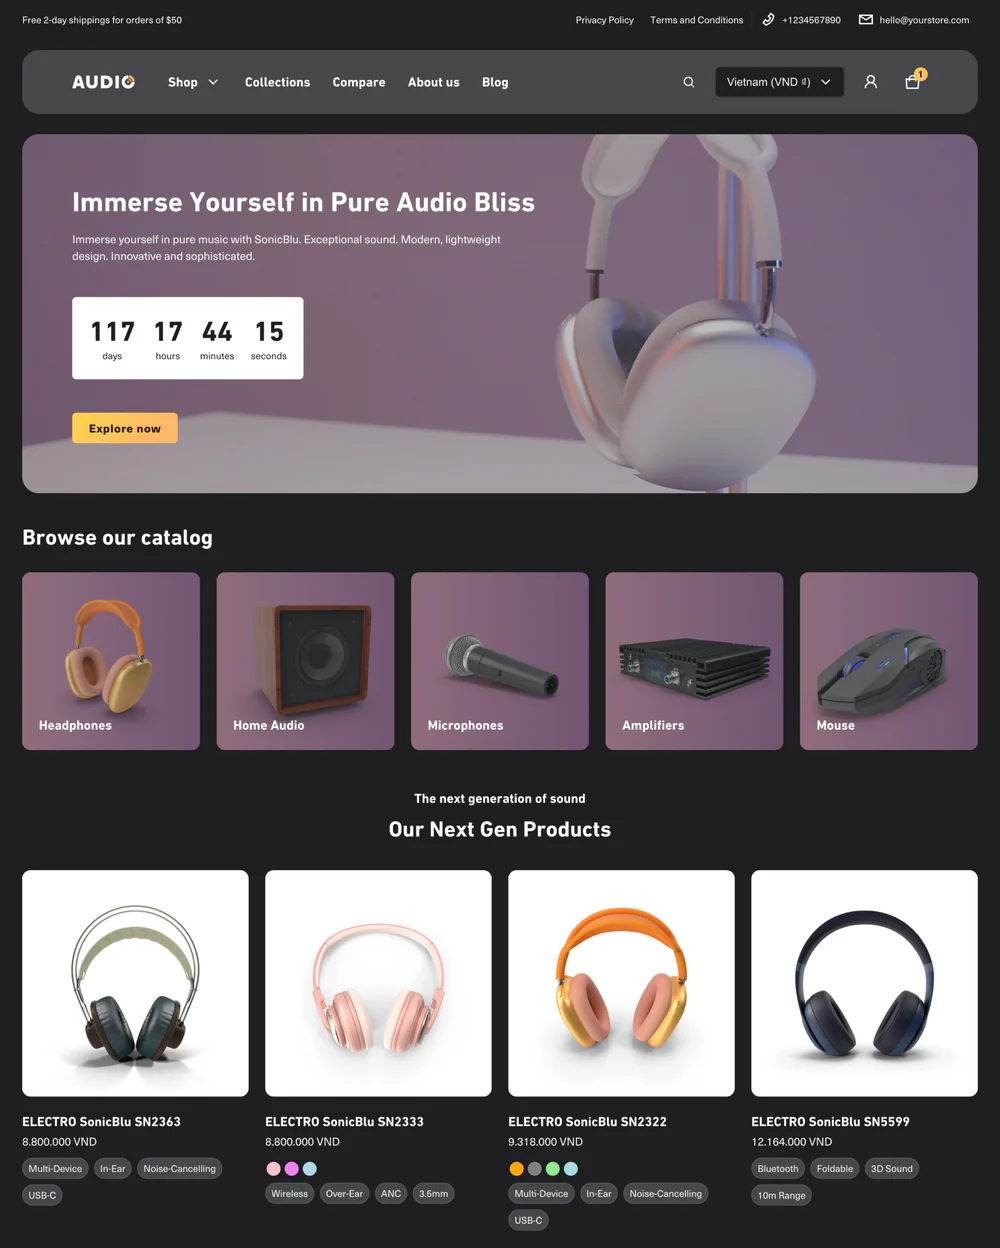 Free 2-day shippings for orders of $50
Privacy Policy
Terms and Conditions
+1234567890
hello@yourstore.com
AUDIO
Shop
Collections
Compare
About us
Blog
Vietnam (VND ₫)
1
Immerse Yourself in Pure Audio Bliss
Immerse yourself in pure music with SonicBlu. Exceptional sound. Modern, lightweight
design. Innovative and sophisticated.
117 17 44 15
days hours minutes seconds
Explore now
Browse our catalog
Headphones
Home Audio
Microphones
Amplifiers
Mouse
The next generation of sound
Our Next Gen Products
ELECTRO SonicBlu SN2363
8.800.000 VND
Multi-Device In-Ear Noise-Cancelling
USB-C
ELECTRO SonicBlu SN2333
8.800.000 VND
Wireless Over-Ear ANC 3.5mm
ELECTRO SonicBlu SN2322
9.318.000 VND
Multi-Device In-Ear Noise-Cancelling
USB-C
ELECTRO SonicBlu SN5599
12.164.000 VND
Bluetooth Foldable 3D Sound
10m Range